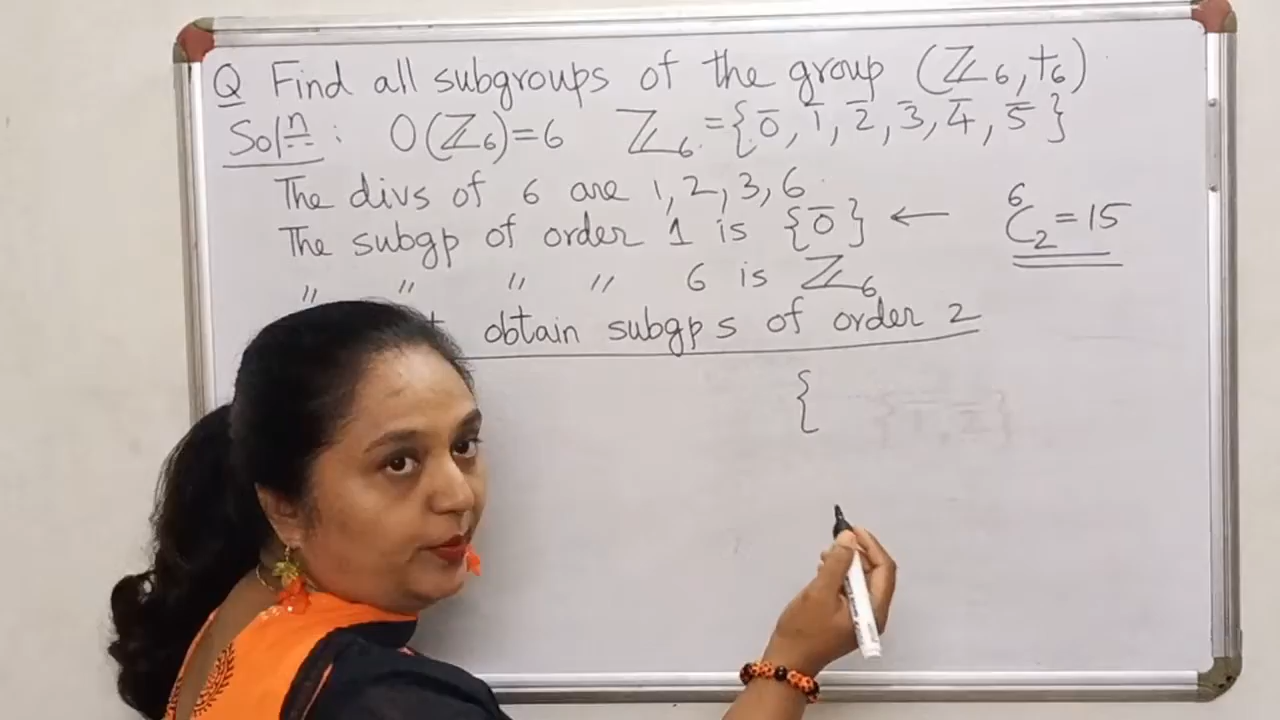 Q Find all subgroups of the group (ℤ₆, +₆)
Solⁿ : O(ℤ₆)=6 ℤ₆ = {0̅, 1̅, 2̅, 3̅, 4̅, 5̅}
The divs of 6 are 1, 2, 3, 6
The subgp of order 1 is {0̅} ← ⁶C₂ = 15
〃 〃 〃 〃 6 is ℤ₆
obtain subgps of order 2
{